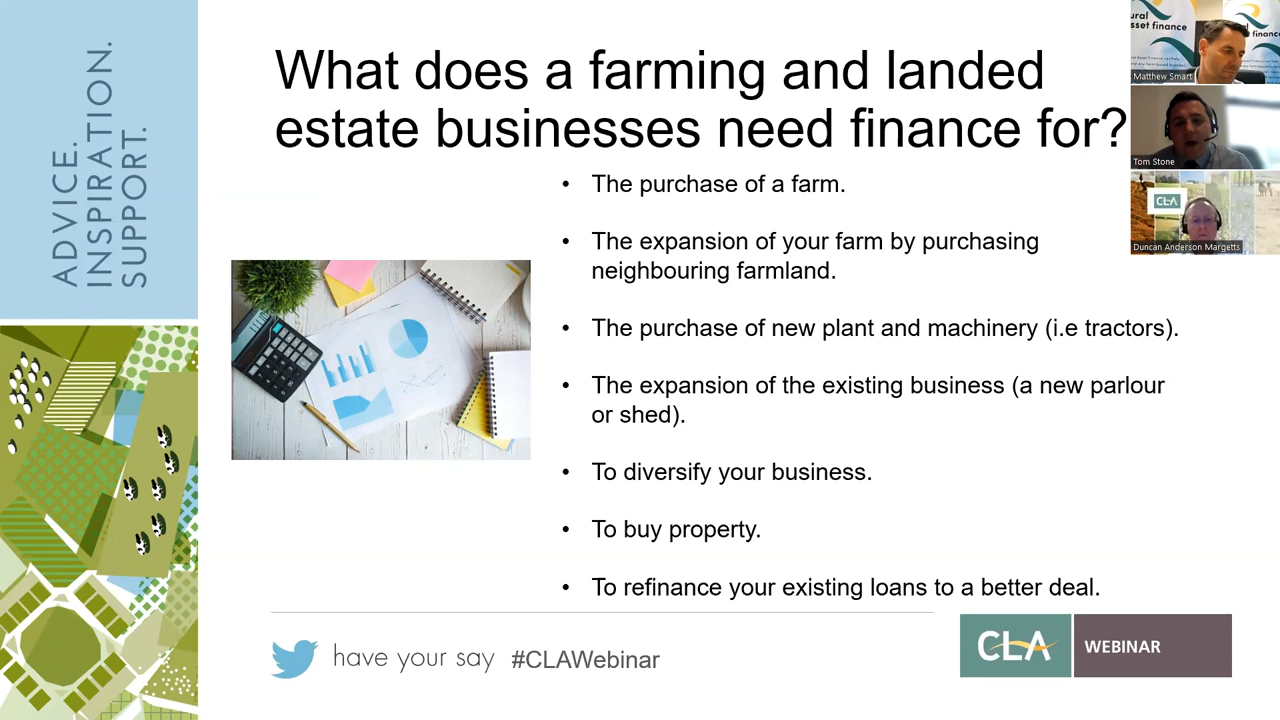 ADVICE.
INSPIRATION.
SUPPORT.
What does a farming and landed
estate businesses need finance for?
• The purchase of a farm.
• The expansion of your farm by purchasing
neighbouring farmland.
• The purchase of new plant and machinery (i.e tractors).
• The expansion of the existing business (a new parlour
or shed).
• To diversify your business.
• To buy property.
• To refinance your existing loans to a better deal.
have your say #CLAWebinar
CLA WEBINAR
Matthew Smart
Tom Stone
CLA
Duncan Anderson Margetts